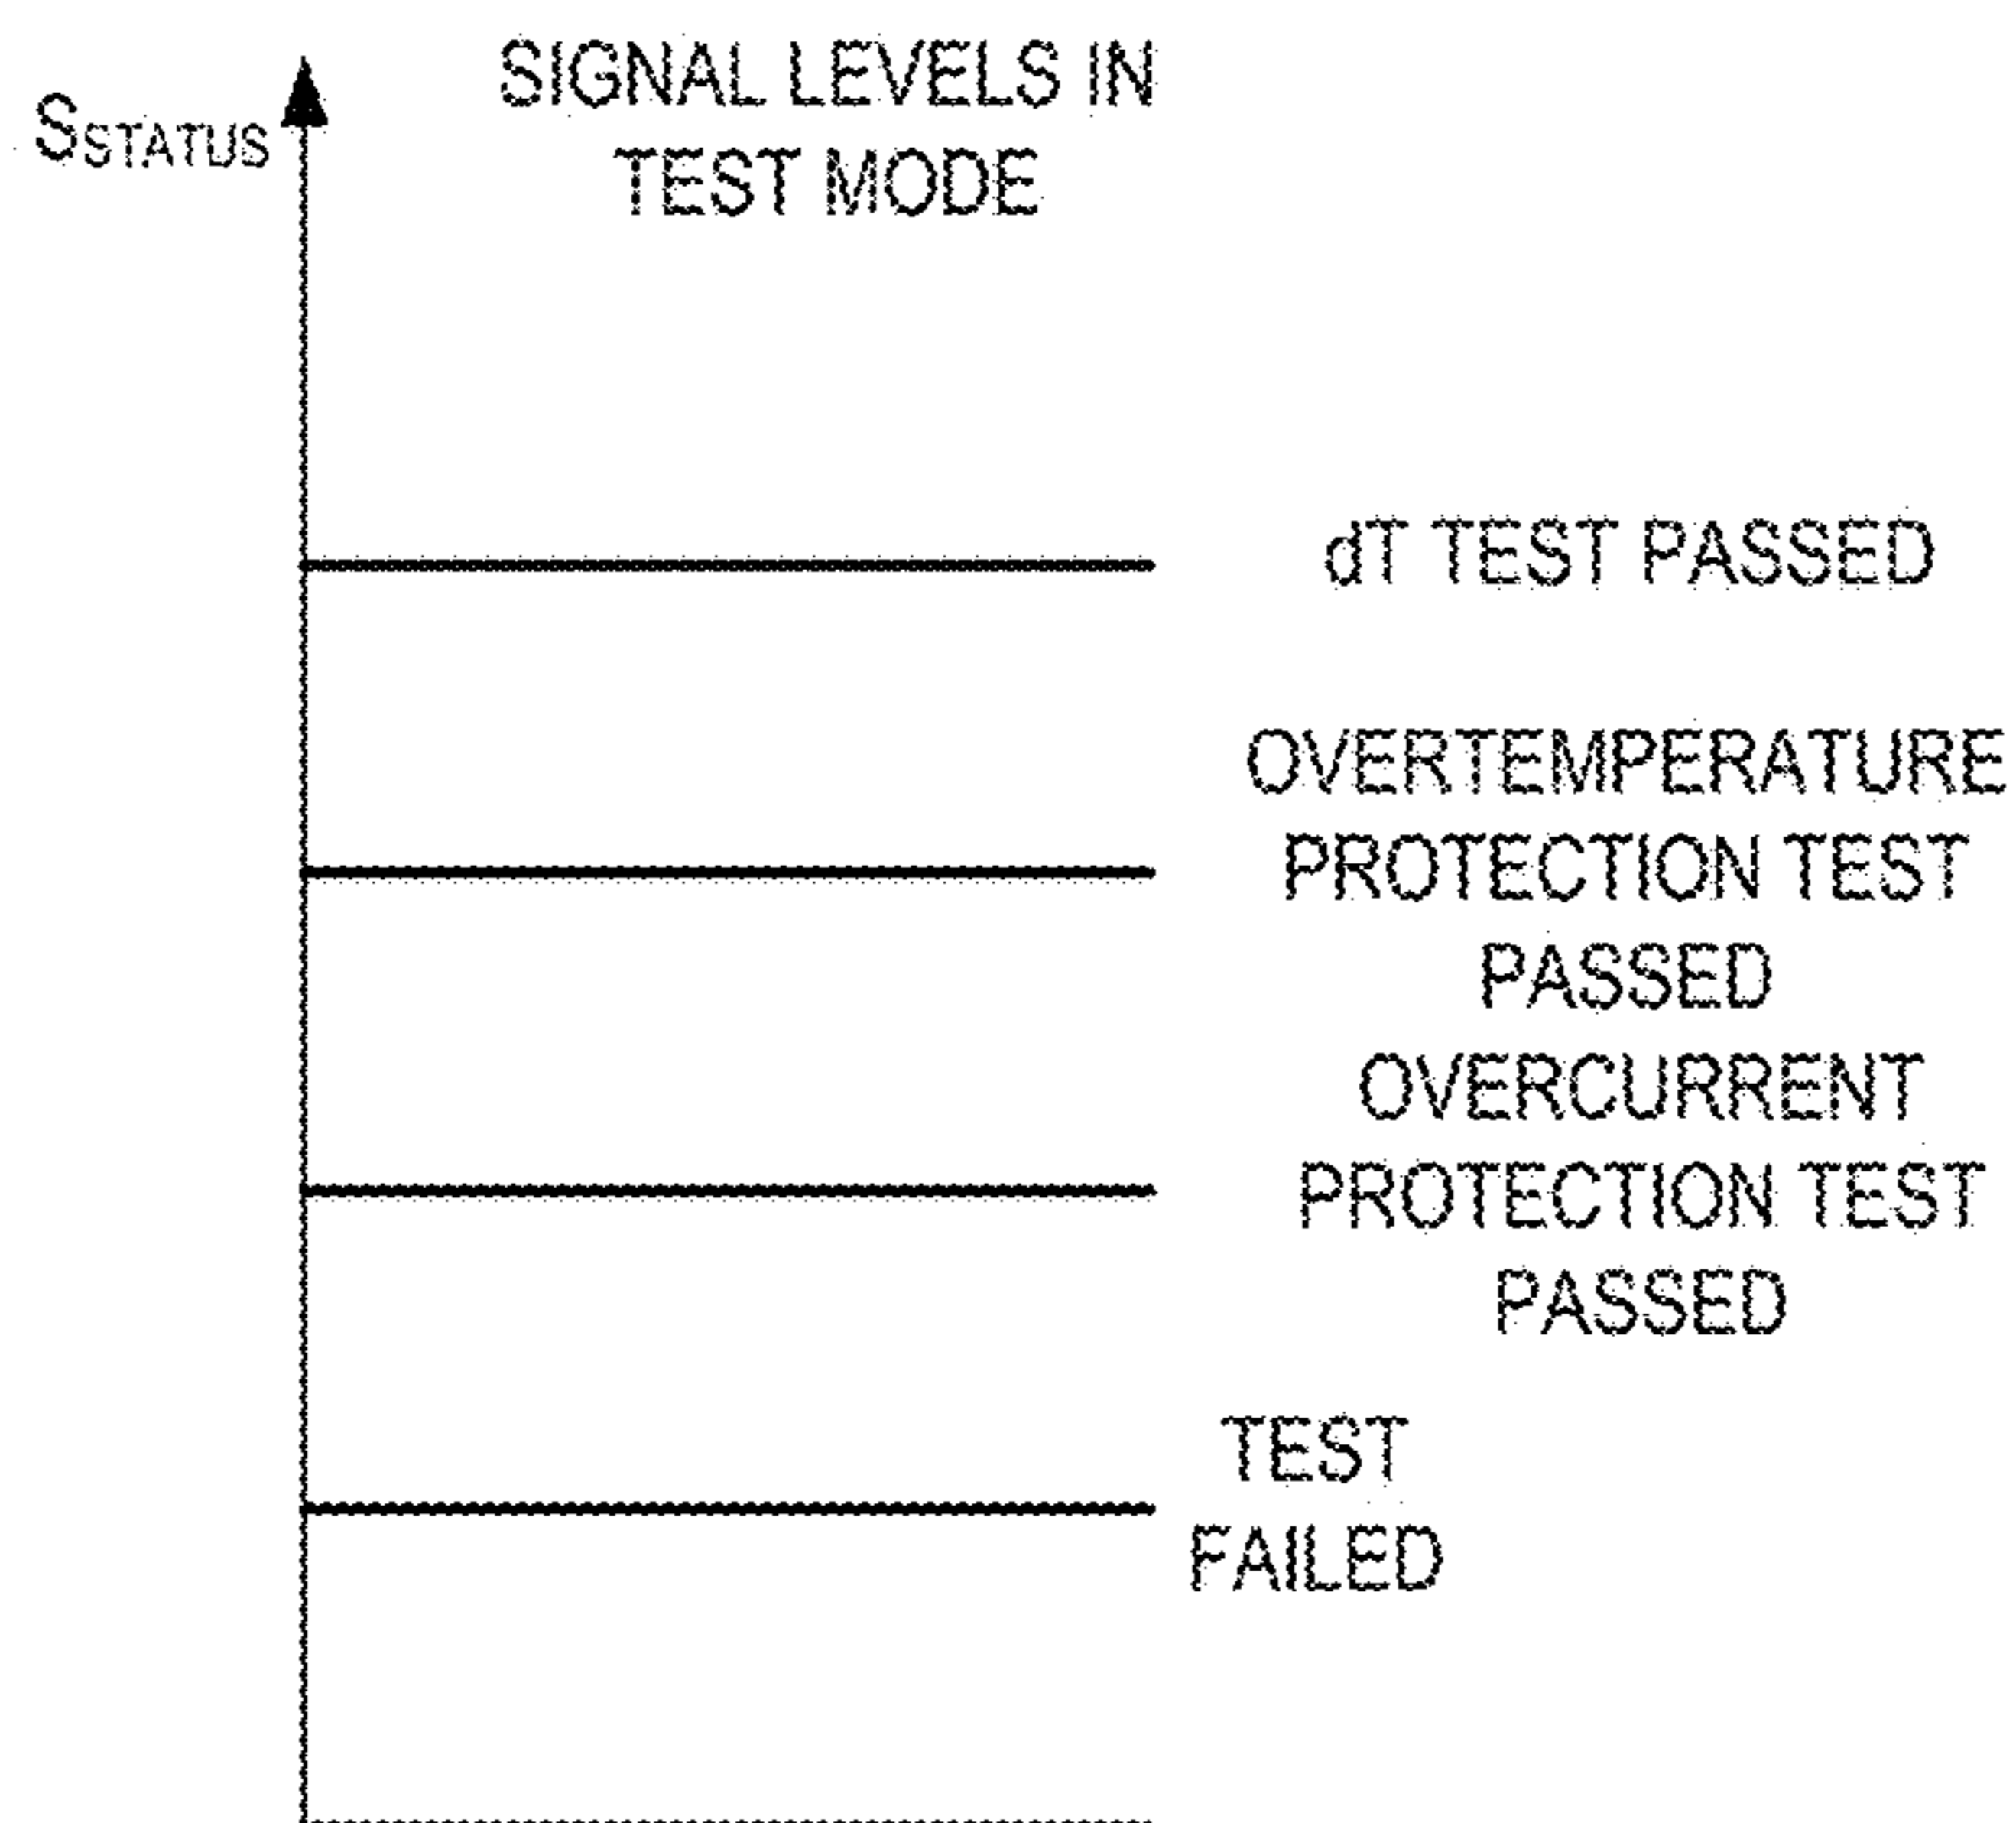 SIGNAL LEVELS IN
TEST MODE
SSTATUS
dT TEST PASSED
OVERTEMPERATURE
PROTECTION TEST
PASSED
OVERCURRENT
PROTECTION TEST
PASSED
TEST
FAILED